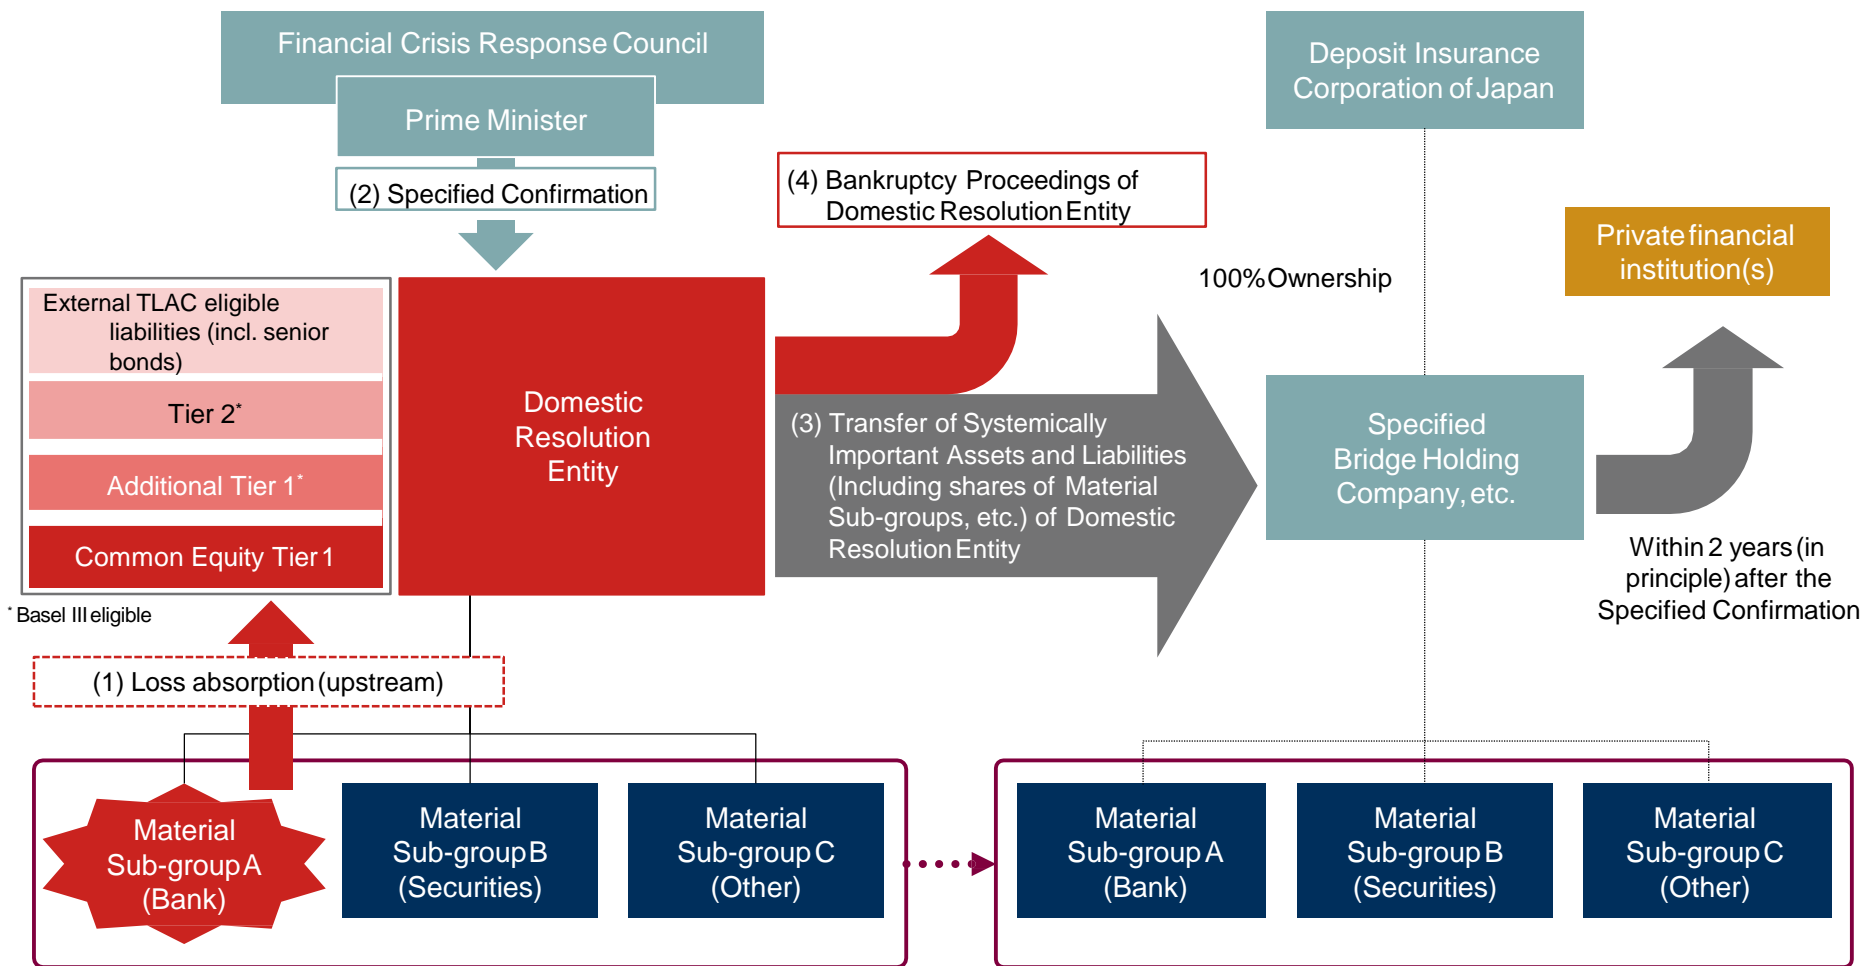 Financial Crisis Response Council
Prime Minister
(2) Specified Confirmation
Deposit Insurance
Corporation of Japan
(4) Bankruptcy Proceedings of
Domestic Resolution Entity
Private financial
institution(s)
100% Ownership
External TLAC eligible
liabilities (incl. senior
bonds)
Tier 2*
Additional Tier 1*
Common Equity Tier 1
* Basel III eligible
Domestic
Resolution
Entity
(3) Transfer of Systemically
Important Assets and Liabilities
(Including shares of Material
Sub-groups, etc.) of Domestic
Resolution Entity
Specified
Bridge Holding
Company, etc.
Within 2 years (in
principle) after the
Specified Confirmation
(1) Loss absorption (upstream)
Material
Sub-group A
(Bank)
Material
Sub-group B
(Securities)
Material
Sub-group C
(Other)
Material
Sub-group A
(Bank)
Material
Sub-group B
(Securities)
Material
Sub-group C
(Other)